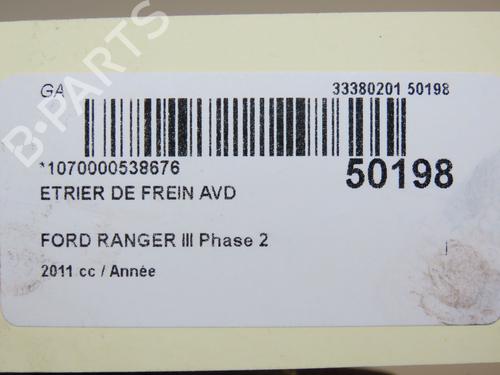 GA 33380201 50198
*1070000538676 50198
ETRIER DE FREIN AVD
FORD RANGER III Phase 2
2011 cc / Année
B-PARTS